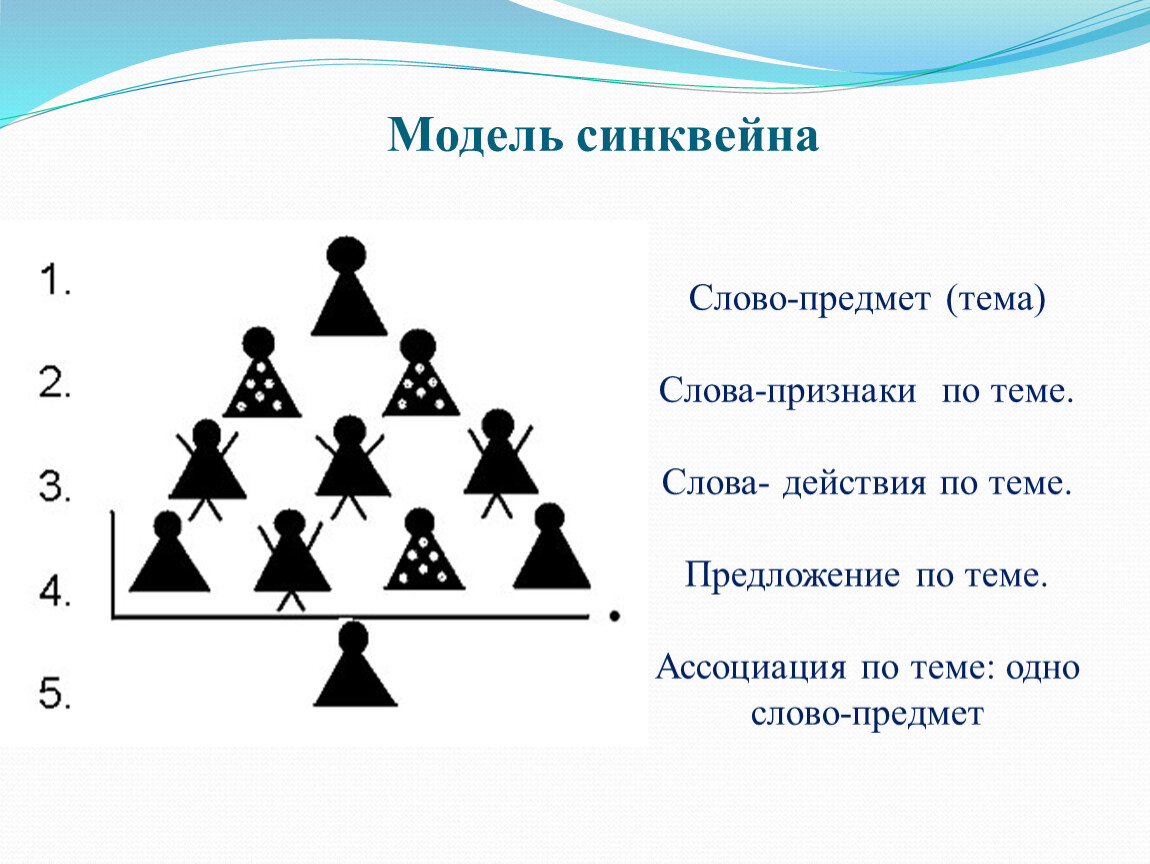 Модель синквейна
1.
Слово-предмет (тема)
2.
Слова-признаки по теме.
3.
Слова- действия по теме.
4.
Предложение по теме.
5.
Ассоциация по теме: одно
слово-предмет